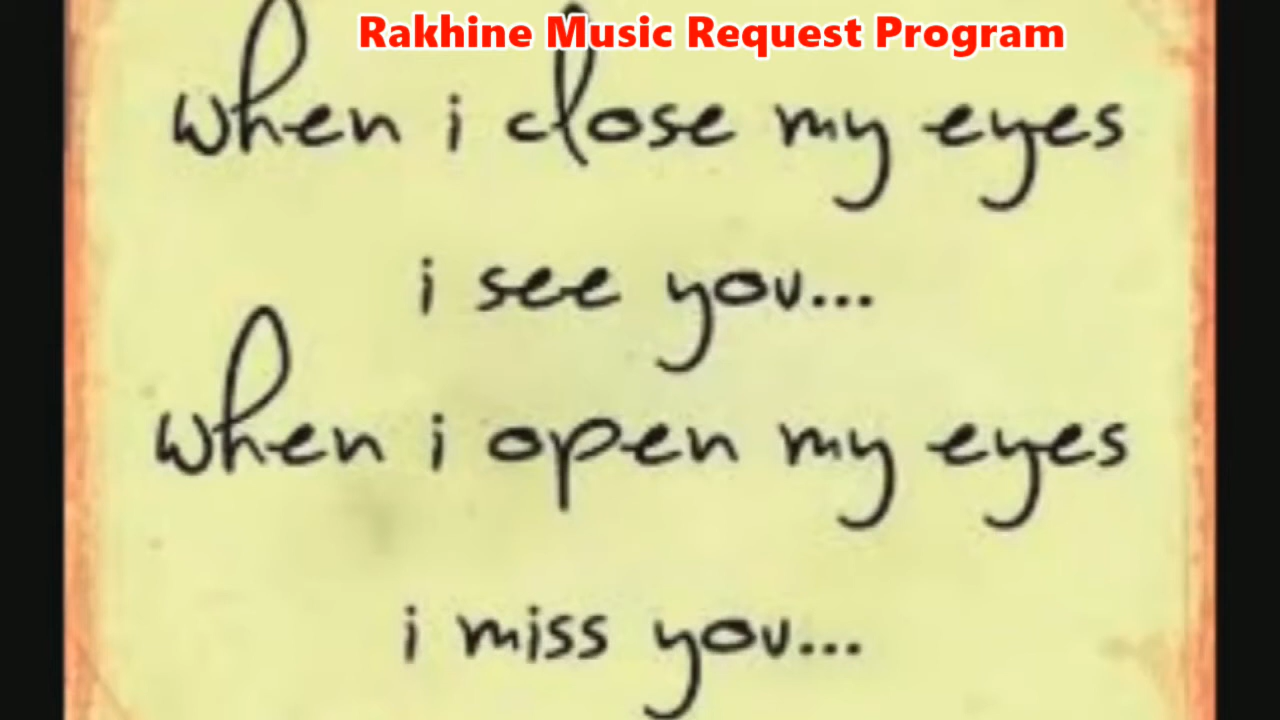 Rakhine Music Request Program
when i close my eyes
i see you...
when i open my eyes
i miss you...